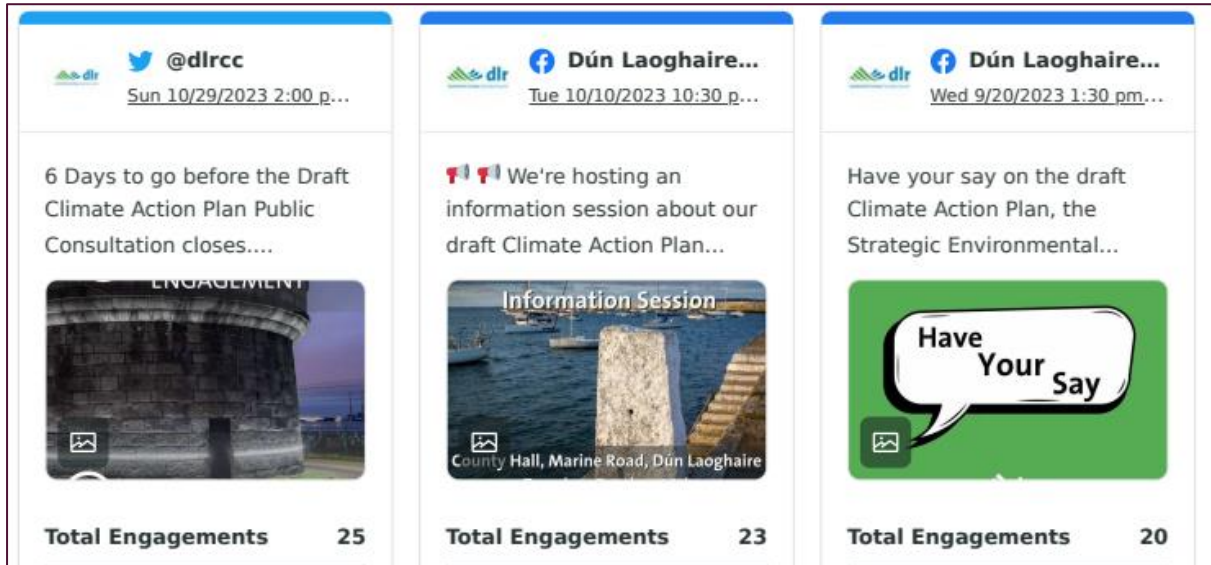 @dlrcc
Sun 10/29/2023 2:00 p...
6 Days to go before the Draft
Climate Action Plan Public
Consultation closes....
ENGAGEMENT
Total Engagements 25
dlr
Dún Laoghaire...
Tue 10/10/2023 10:30 p...
We're hosting an
information session about our
draft Climate Action Plan...
Information Session
County Hall, Marine Road, Dún Laoghaire
Total Engagements 23
dlr
Dún Laoghaire...
Wed 9/20/2023 1:30 pm...
Have your say on the draft
Climate Action Plan, the
Strategic Environmental...
Have
Your
Say
Total Engagements 20